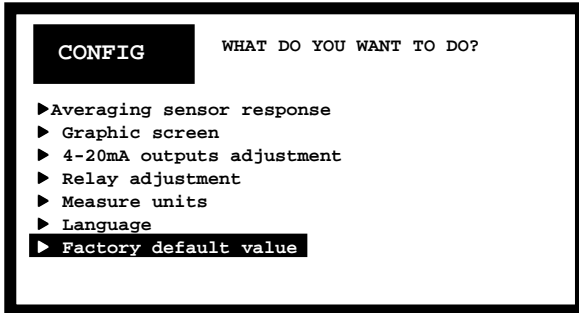 CONFIG WHAT DO YOU WANT TO DO?
▶Averaging sensor response
▶ Graphic screen
▶ 4-20mA outputs adjustment
▶ Relay adjustment
▶ Measure units
▶ Language
▶ Factory default value